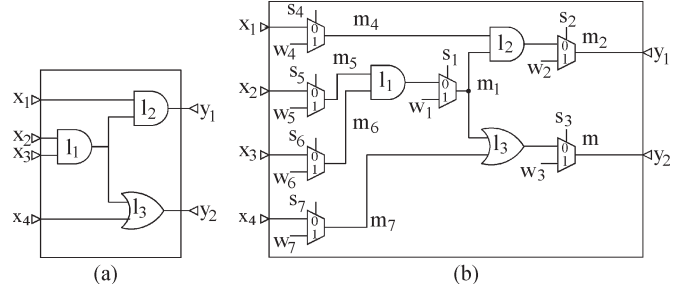 x1 s4 m4 s2
w4 0 1 l2 0 1 m2 y1
w2
x1 l2 y1
x2 s5 m5 l1 s1 m1
w5 0 1 w1 0 1
x2 x3 l1
m6
x3 s6 l3 s3 m y2
w6 0 1 w3 0 1
x4 l3 y2
x4 s7 m7
w7 0 1
(a) (b)